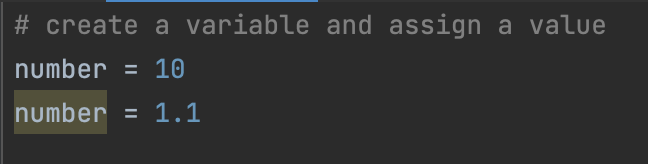 # create a variable and assign a value
number = 10
number = 1.1